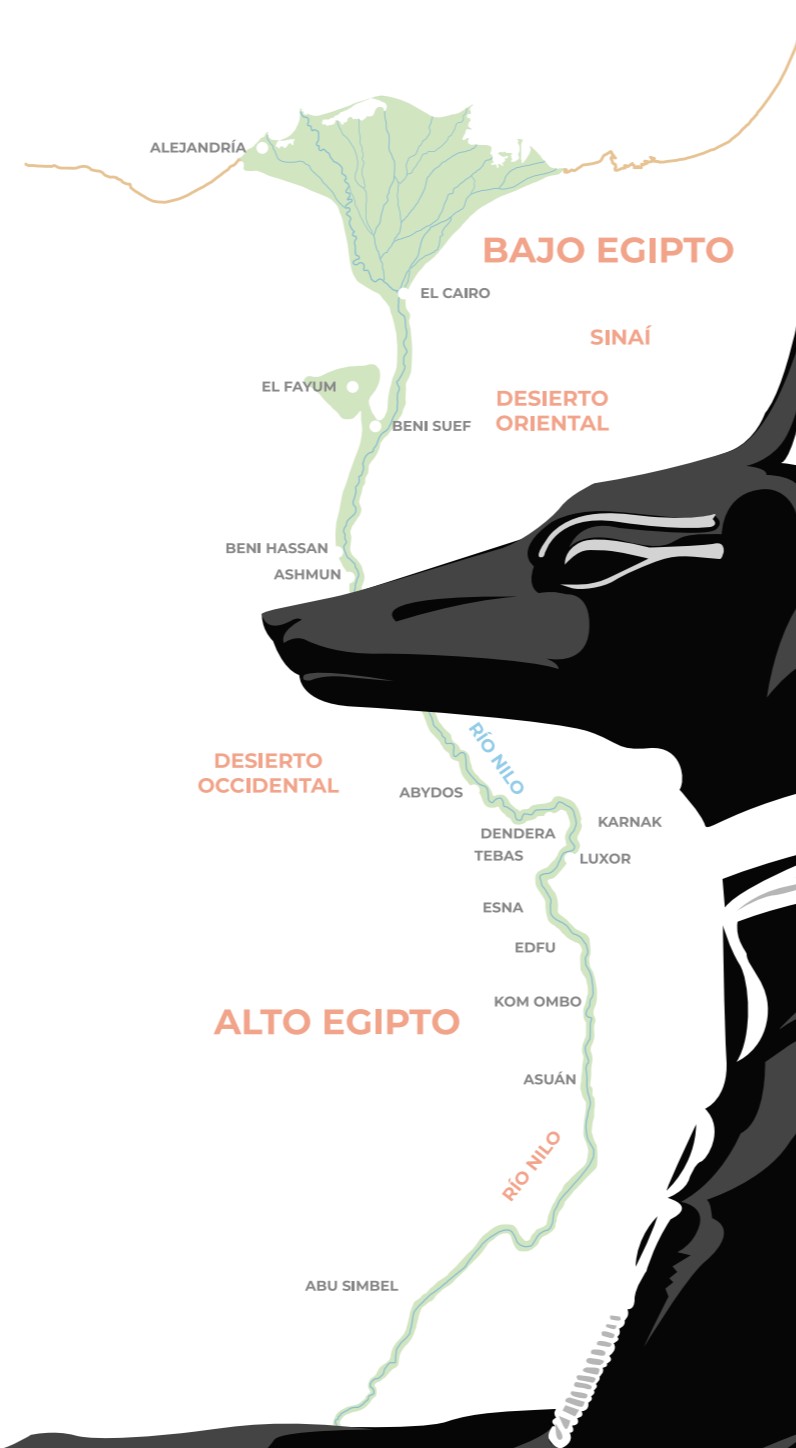 ALEJANDRÍA
BAJO EGIPTO
EL CAIRO
SINAÍ
EL FAYUM
DESIERTO
ORIENTAL
BENI SUEF
BENI HASSAN
ASHMUN
RÍO NILO
DESIERTO
OCCIDENTAL
ABYDOS
KARNAK
DENDERA
TEBAS
LUXOR
ESNA
EDFU
KOM OMBO
ALTO EGIPTO
ASUÁN
RÍO NILO
ABU SIMBEL